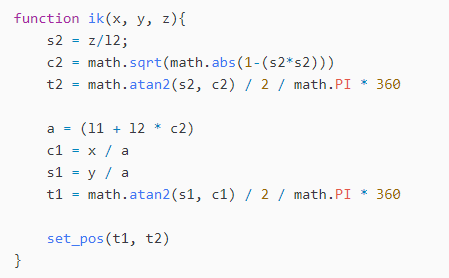 function ik(x, y, z){
    s2 = z/l2;
    c2 = math.sqrt(math.abs(1-(s2*s2)))
    t2 = math.atan2(s2, c2) / 2 / math.PI * 360

    a = (l1 + l2 * c2)
    c1 = x / a
    s1 = y / a
    t1 = math.atan2(s1, c1) / 2 / math.PI * 360

    set_pos(t1, t2)
}